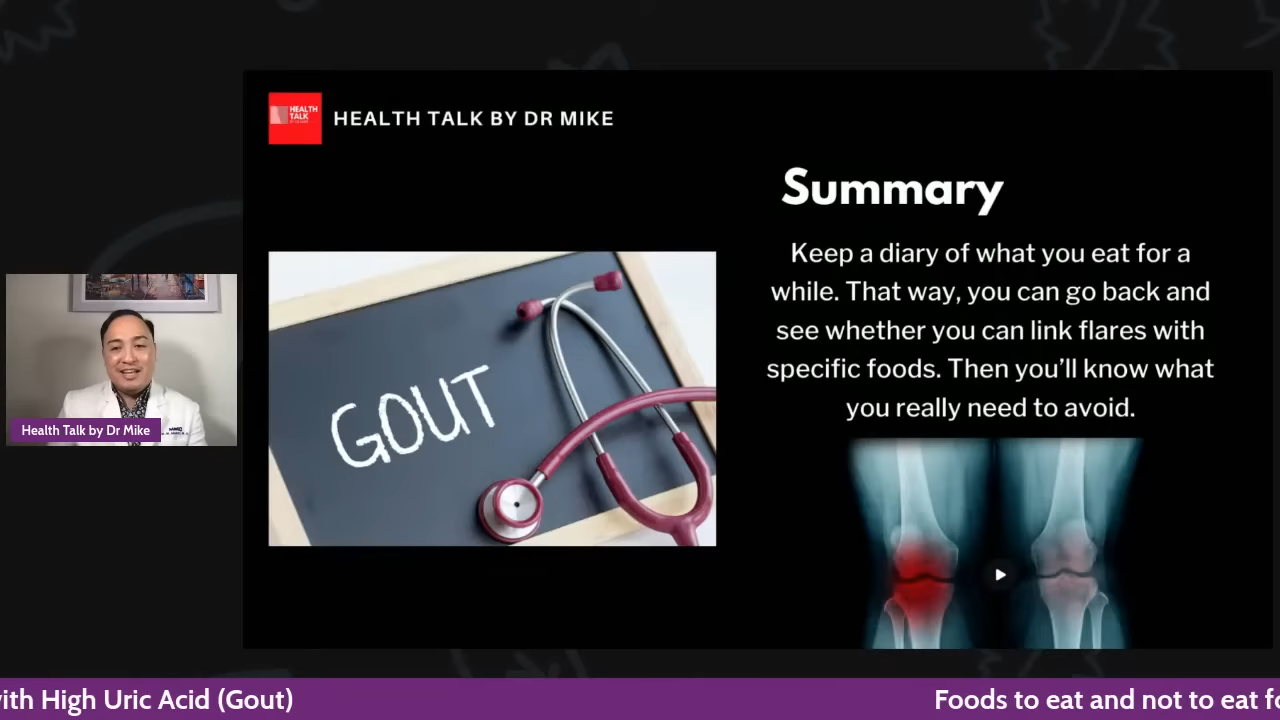 HEALTH
TALK
HEALTH TALK BY DR MIKE
Summary
Keep a diary of what you eat for a
while. That way, you can go back and
see whether you can link flares with
specific foods. Then you'll know what
you really need to avoid.
GOUT
Health Talk by Dr Mike
with High Uric Acid (Gout)
Foods to eat and not to eat fo